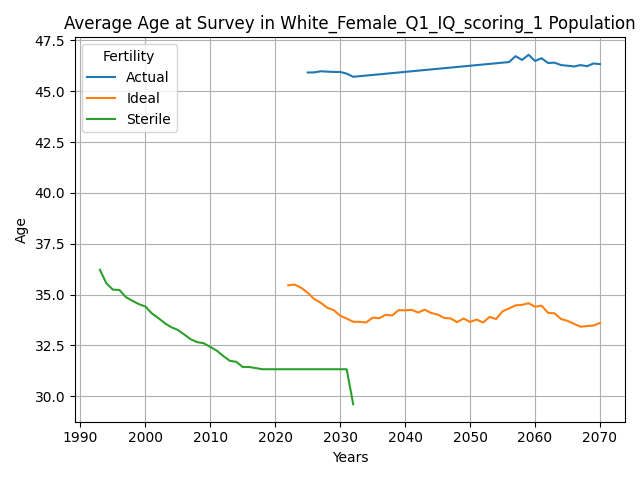 Average Age at Survey in White_Female_Q1_IQ_scoring_1 Population
47.5
45.0
42.5
40.0
37.5
35.0
32.5
30.0
Age
Fertility
Actual
Ideal
Sterile
1990 2000 2010 2020 2030 2040 2050 2060 2070
Years